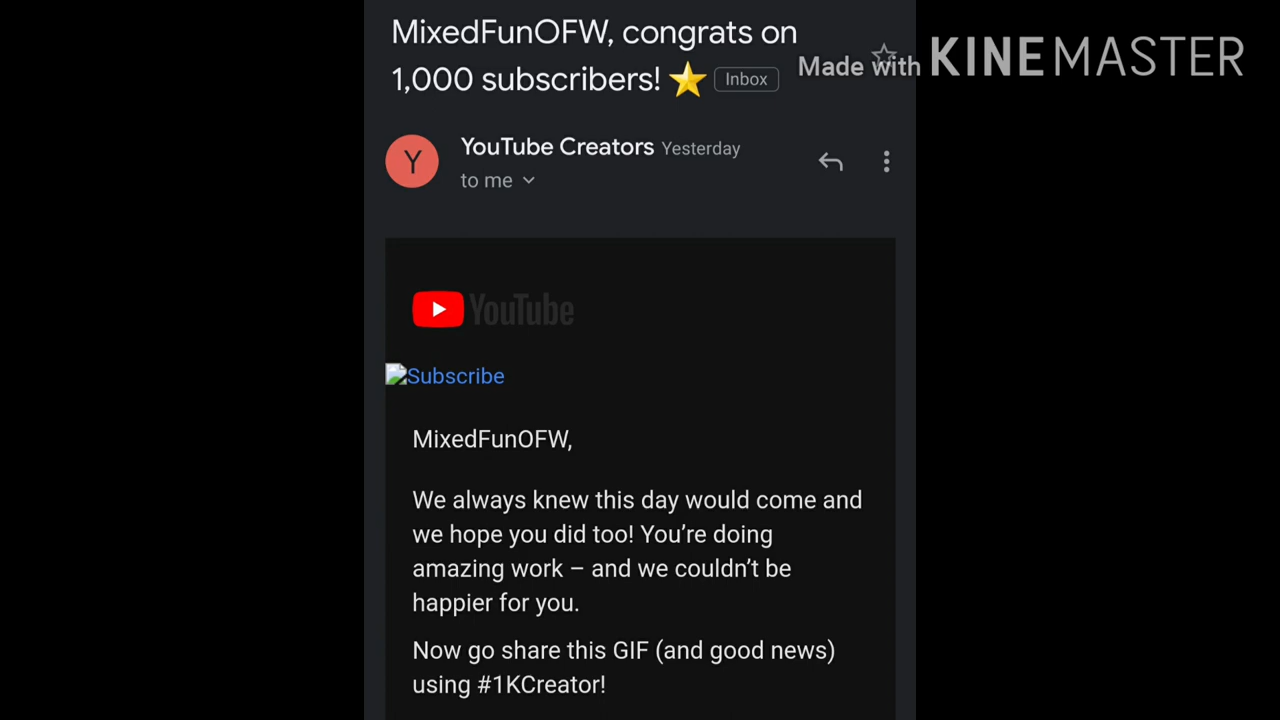 MixedFunOFW, congrats on
1,000 subscribers! ⭐ Inbox
Made with KINEMASTER
Y
YouTube Creators Yesterday
to me
YouTube
Subscribe
MixedFunOFW,
We always knew this day would come and
we hope you did too! You’re doing
amazing work – and we couldn’t be
happier for you.
Now go share this GIF (and good news)
using #1KCreator!